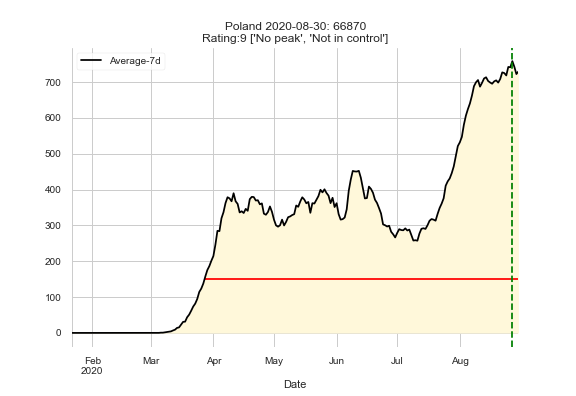 Poland 2020-08-30: 66870
Rating:9 ['No peak', 'Not in control']
Average-7d
700
600
500
400
300
200
100
0
Feb
2020
Mar
Apr
May
Jun
Jul
Aug
Date